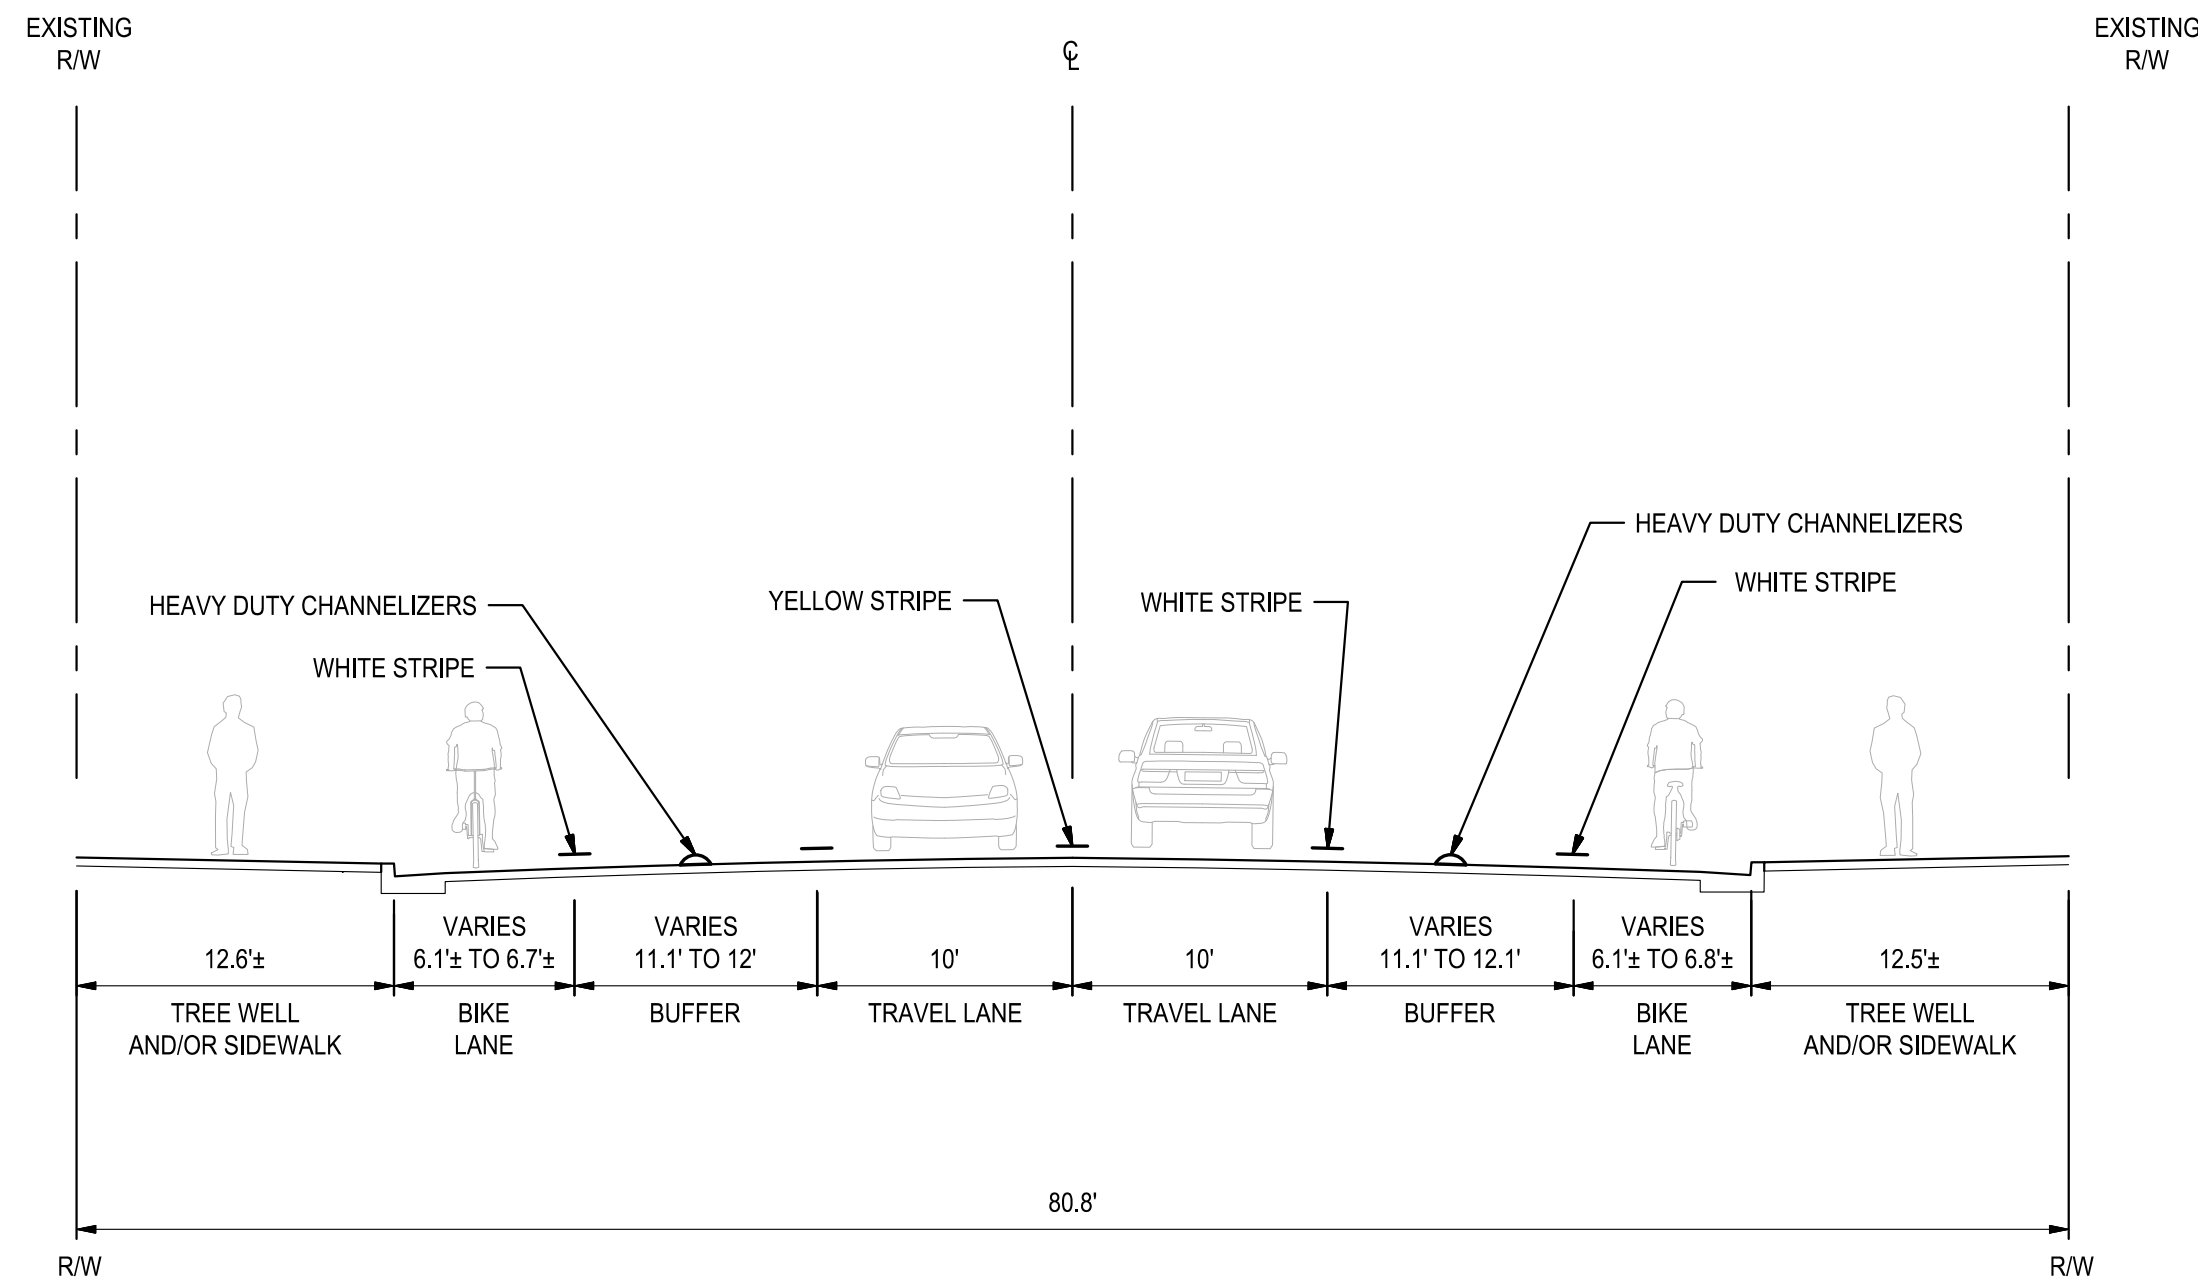 EXISTING
R/W
℄
EXISTING
R/W
HEAVY DUTY CHANNELIZERS
WHITE STRIPE
YELLOW STRIPE
WHITE STRIPE
HEAVY DUTY CHANNELIZERS
WHITE STRIPE
12.6'±
VARIES
6.1'± TO 6.7'±
VARIES
11.1' TO 12'
10'
10'
VARIES
11.1' TO 12.1'
VARIES
6.1'± TO 6.8'±
12.5'±
TREE WELL
AND/OR SIDEWALK
BIKE
LANE
BUFFER
TRAVEL LANE
TRAVEL LANE
BUFFER
BIKE
LANE
TREE WELL
AND/OR SIDEWALK
80.8'
R/W
R/W